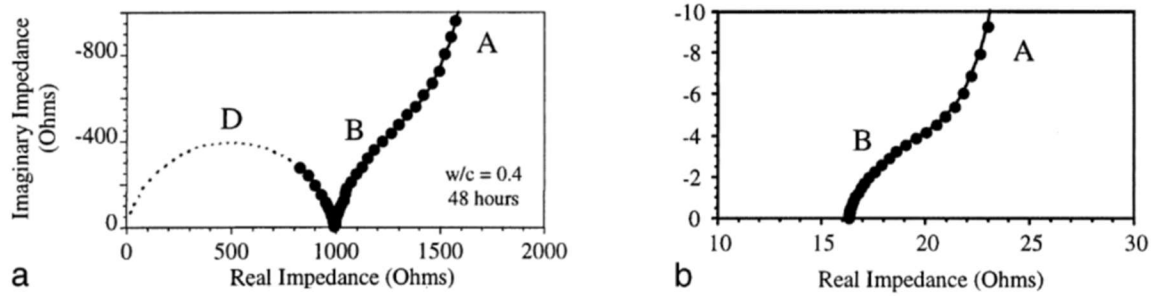 Imaginary Impedance
(Ohms)
-800
-400
0
D
B
A
w/c = 0.4
48 hours
0 500 1000 1500 2000
Real Impedance (Ohms)
a
-10
-8
-6
-4
-2
0
B
A
10 15 20 25 30
Real Impedance (Ohms)
b